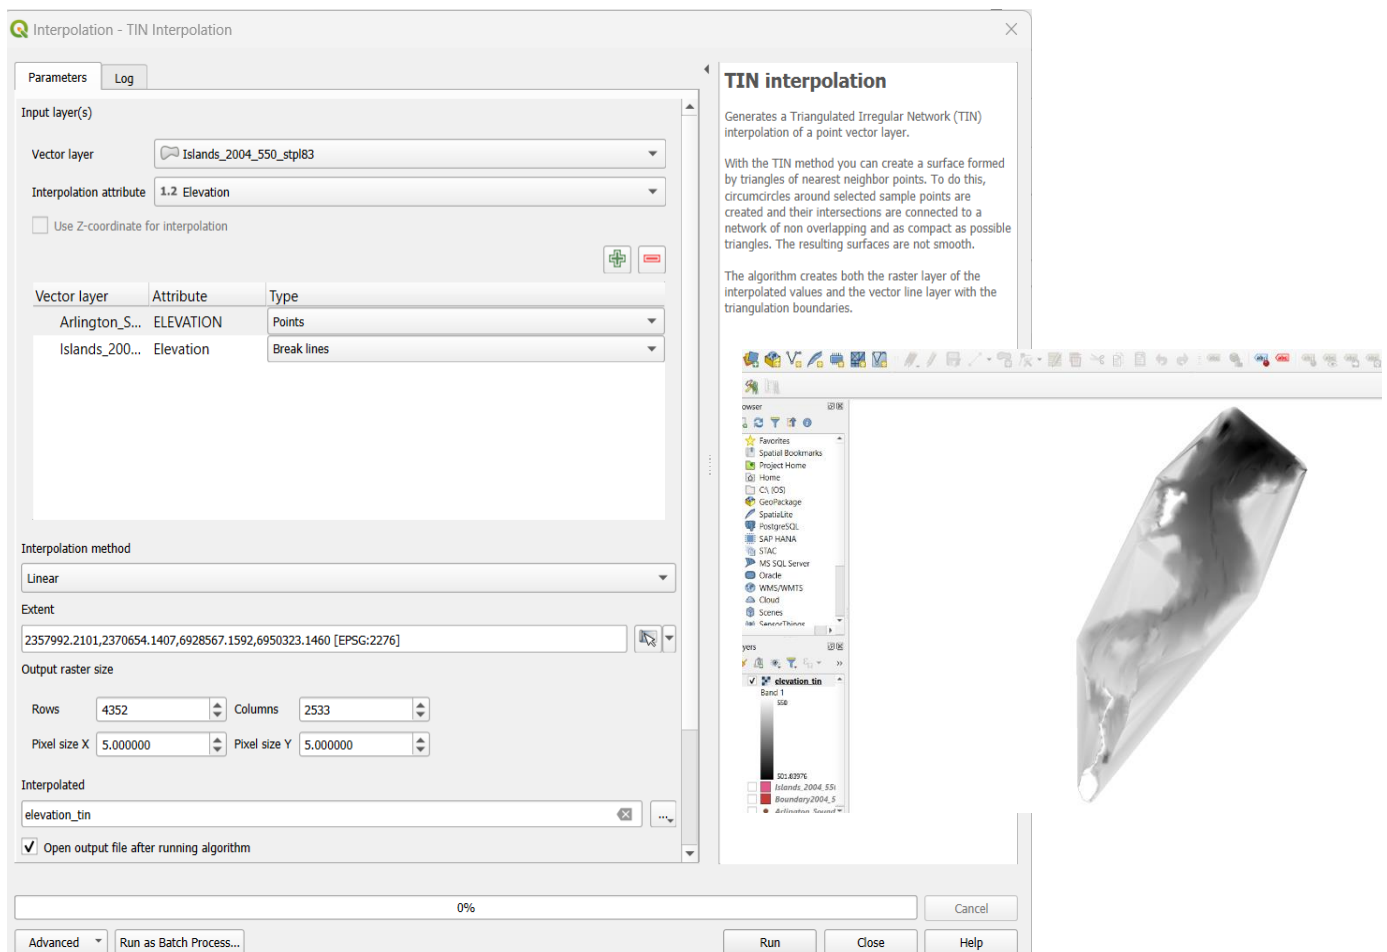 Interpolation - TIN Interpolation
Parameters Log
Input layer(s)
Vector layer Islands_2004_550_stpl83
Interpolation attribute 1.2 Elevation
Use Z-coordinate for interpolation
Vector layer Attribute Type
Arlington_S... ELEVATION Points
Islands_200... Elevation Break lines
Interpolation method
Linear
Extent
2357992.2101,2370654.1407,6928567.1592,6950323.1460 [EPSG:2276]
Output raster size
Rows 4352 Columns 2533
Pixel size X 5.000000 Pixel size Y 5.000000
Interpolated
elevation_tin
...
Open output file after running algorithm
0%
Cancel
Advanced Run as Batch Process... Run Close Help
TIN interpolation
Generates a Triangulated Irregular Network (TIN)
interpolation of a point vector layer.
With the TIN method you can create a surface formed
by triangles of nearest neighbor points. To do this,
circumcircles around selected sample points are
created and their intersections are connected to a
network of non overlapping and as compact as possible
triangles. The resulting surfaces are not smooth.
The algorithm creates both the raster layer of the
interpolated values and the vector line layer with the
triangulation boundaries.
owser
Favorites
Spatial Bookmarks
Project Home
Home
C:\ (OS)
GeoPackage
SpatiaLite
PostgreSQL
SAP HANA
STAC
MS SQL Server
Oracle
WMS/WMTS
Cloud
Scenes
SensorThings
yers
elevation_tin
Band 1
550
501.83976
Islands_2004_55
Boundary2004_5
Arlington_Sound